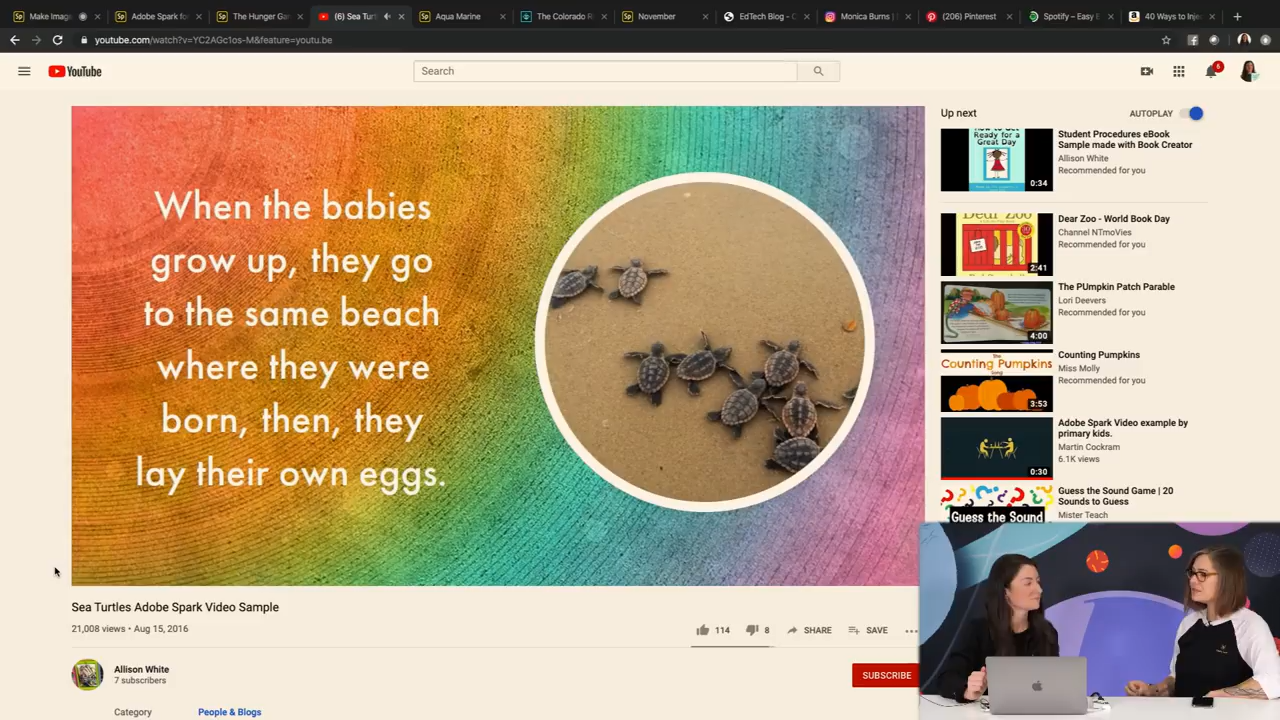 Make Imag
Adobe Spark fo
The Hunger Ga
(6) Sea Turt
Aqua Marine
The Colorado R
November
EdTech Blog - C
Monica Burns |
(206) Pinterest
Spotify – Easy
40 Ways to Inje
youtube.com/watch?v=YC2AGc1os-M&feature=youtu.be
YouTube
Search
6
When the babies
grow up, they go
to the same beach
where they were
born, then, they
lay their own eggs.
Up next
AUTOPLAY
Get
Ready for a
Great Day
0:34
Student Procedures eBook
Sample made with Book Creator
Allison White
Recommended for you
Dear Zoo
2:41
Dear Zoo - World Book Day
Channel NTmoVies
Recommended for you
4:00
The PUmpkin Patch Parable
Lori Deevers
Recommended for you
The
Counting Pumpkins
3:53
Counting Pumpkins
Miss Molly
Recommended for you
0:30
Adobe Spark Video example by
primary kids.
Martin Cockram
6.1K views
Guess the Sound
Guess the Sound Game | 20
Sounds to Guess
Mister Teach
Sea Turtles Adobe Spark Video Sample
21,008 views • Aug 15, 2016
114
8
SHARE
SAVE
Allison White
7 subscribers
SUBSCRIBE
Category
People & Blogs